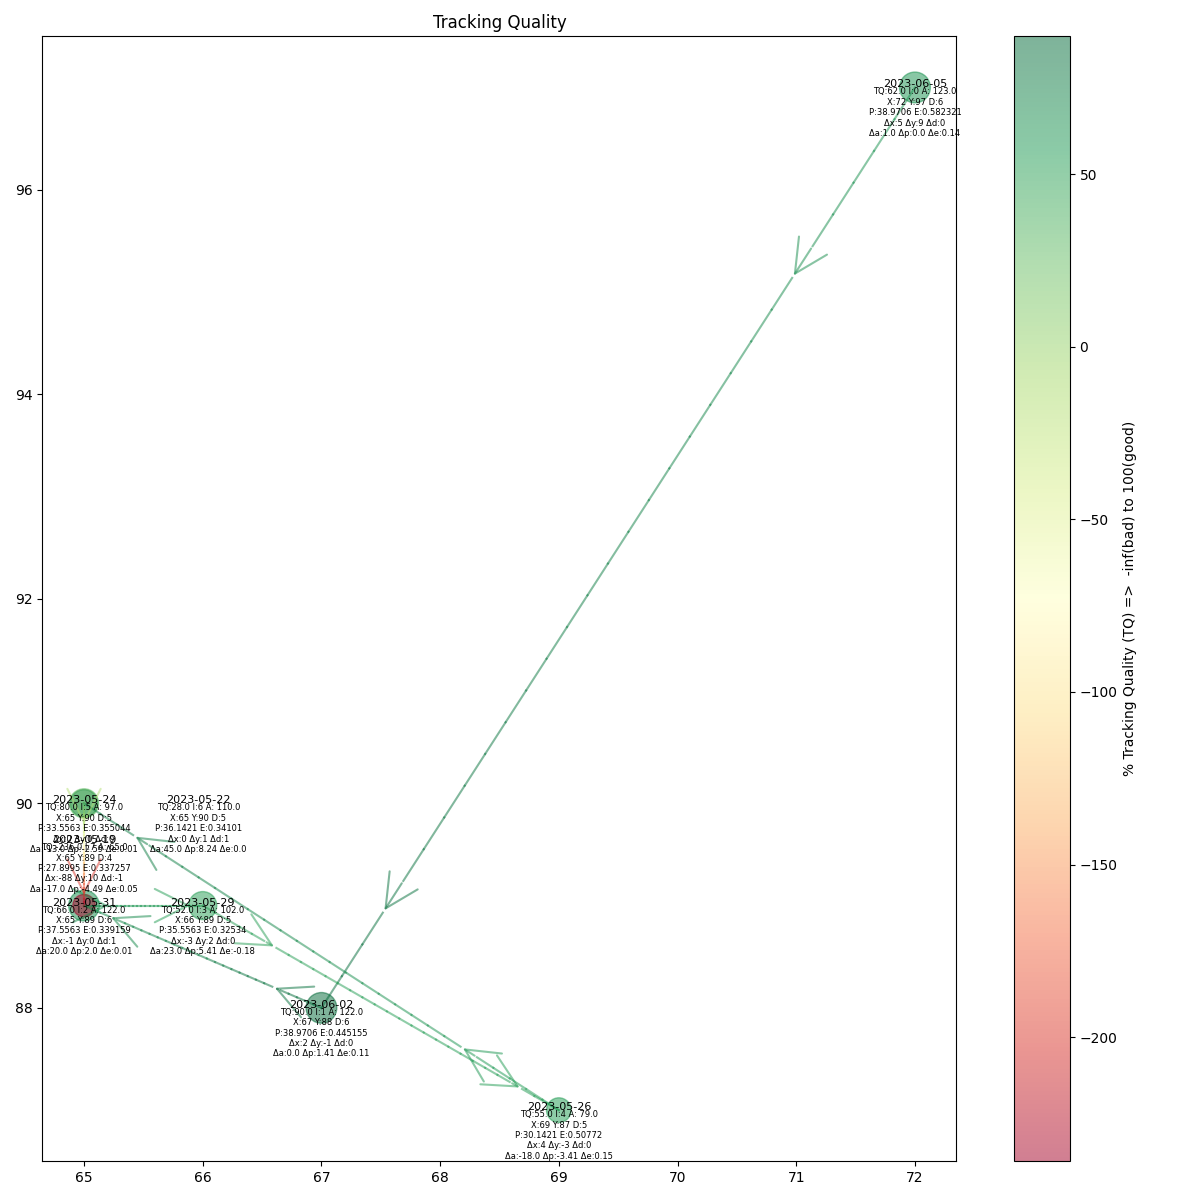 Tracking Quality
2023-06-05
TQ:62.0 I:0 A: 123.0
X:72 Y:97 D:6
P:38.9706 E:0.582321
Δx:5 Δy:9 Δd:0
Δa:1.0 Δp:0.0 Δe:0.14
2023-05-24
TQ:80.0 I:5 A: 97.0
X:65 Y:90 D:5
P:33.5563 E:0.355044
2023-05-22
TQ:28.0 I:6 A: 110.0
X:65 Y:90 D:5
P:36.1421 E:0.34101
Δx:0 Δy:1 Δd:1
Δa:45.0 Δp:8.24 Δe:0.0
X:65 Y:89 D:4
P:27.8995 E:0.337257
Δx:-88 Δy:10 Δd:-1
Δa:-17.0 Δp:-4.49 Δe:0.05
2023-05-31
TQ:66.0 I:2 A: 122.0
X:65 Y:89 D:6
P:37.5563 E:0.339159
Δx:-1 Δy:0 Δd:1
Δa:20.0 Δp:2.0 Δe:0.01
2023-05-29
TQ:52.0 I:3 A: 102.0
X:66 Y:89 D:5
P:35.5563 E:0.32534
Δx:-3 Δy:2 Δd:0
Δa:23.0 Δp:5.41 Δe:-0.18
2023-06-02
TQ:90.0 I:1 A: 122.0
X:67 Y:88 D:6
P:38.9706 E:0.445155
Δx:2 Δy:-1 Δd:0
Δa:0.0 Δp:1.41 Δe:0.11
2023-05-26
TQ:55.0 I:4 A: 79.0
X:69 Y:87 D:5
P:30.1421 E:0.50772
Δx:4 Δy:-3 Δd:0
Δa:-18.0 Δp:-3.41 Δe:0.15
96
94
92
90
88
65 66 67 68 69 70 71 72
50
0
−50
−100
−150
−200
% Tracking Quality (TQ) => -inf(bad) to 100(good)